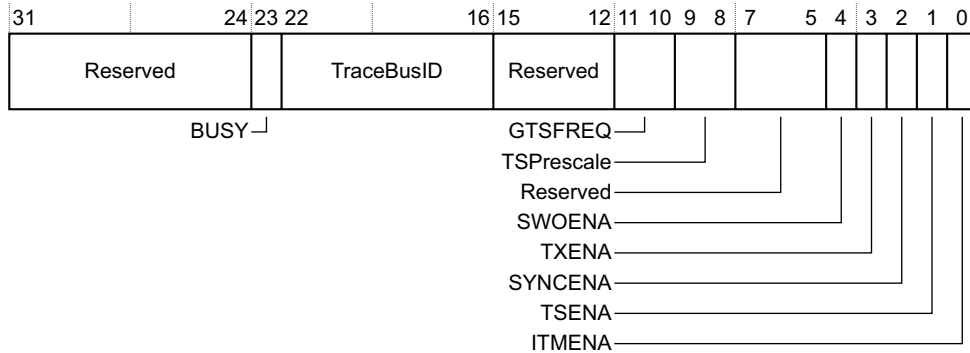 31 24 23 22 16 15 12 11 10 9 8 7 5 4 3 2 1 0
Reserved TraceBusID Reserved
BUSY GTSFREQ
TSPrescale
Reserved
SWOENA
TXENA
SYNCENA
TSENA
ITMENA